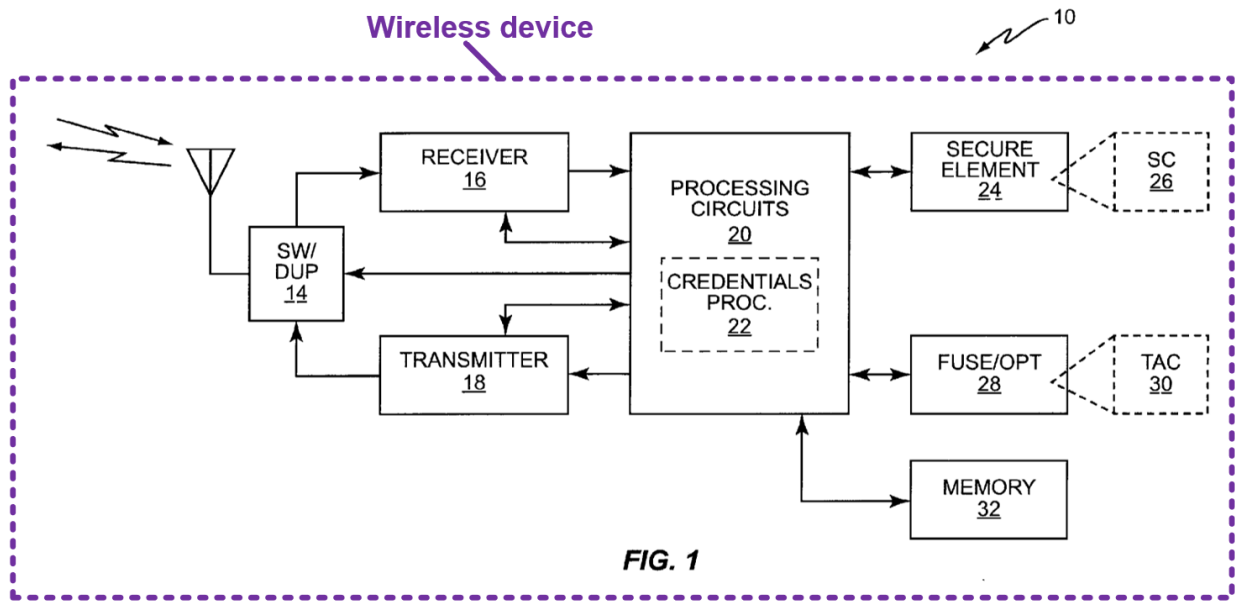 Wireless device
10
RECEIVER
16
SW/
DUP
14
TRANSMITTER
18
PROCESSING
CIRCUITS
20
CREDENTIALS
PROC.
22
SECURE
ELEMENT
24
SC
26
FUSE/OPT
28
TAC
30
MEMORY
32
FIG. 1